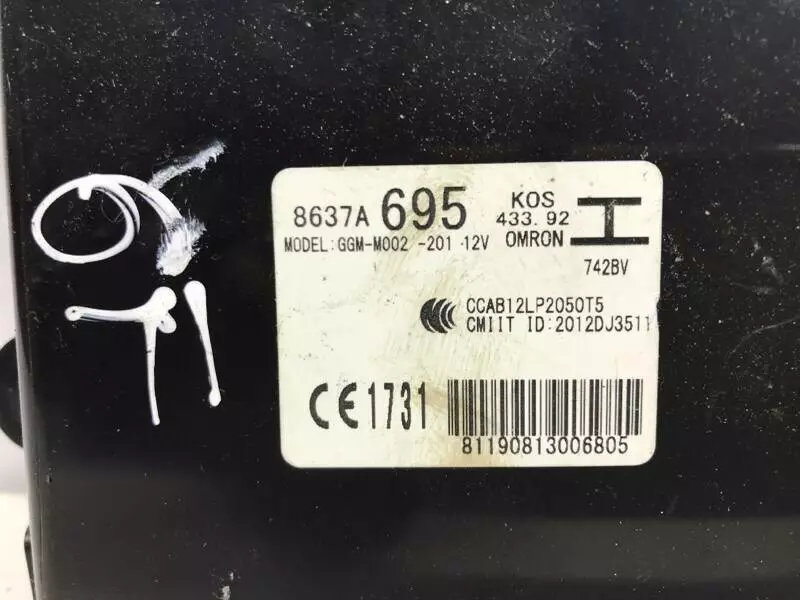 8637A 695 KOS
433.92
MODEL:GGM-M002 -201 12V OMRON
742BV
CCAB12LP2050T5
CMIIT ID:2012DJ3511
CE1731
81190813006805